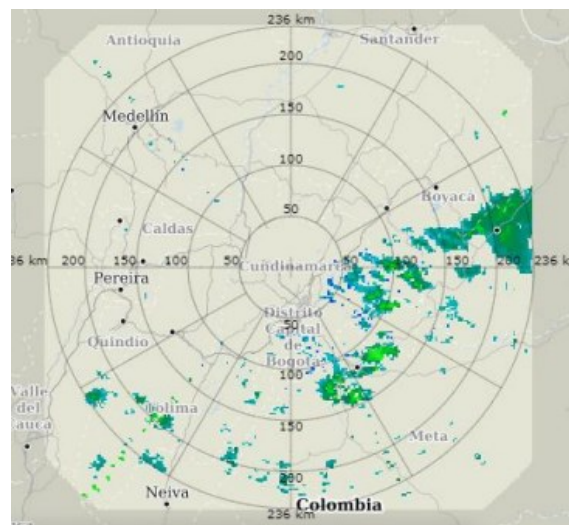 236 km
Antioquia
Santander
200
150
Medellín
100
Boyacá
50
Caldas
36 km 200 150 100 50 Cundinamarca 50 100 150 200 236 km
Pereira
Distrito
Capital
de
Bogotá
50
Quindío
100
Valle
del
auca
Tolima
150
Meta
200
Neiva
Colombia
236 km